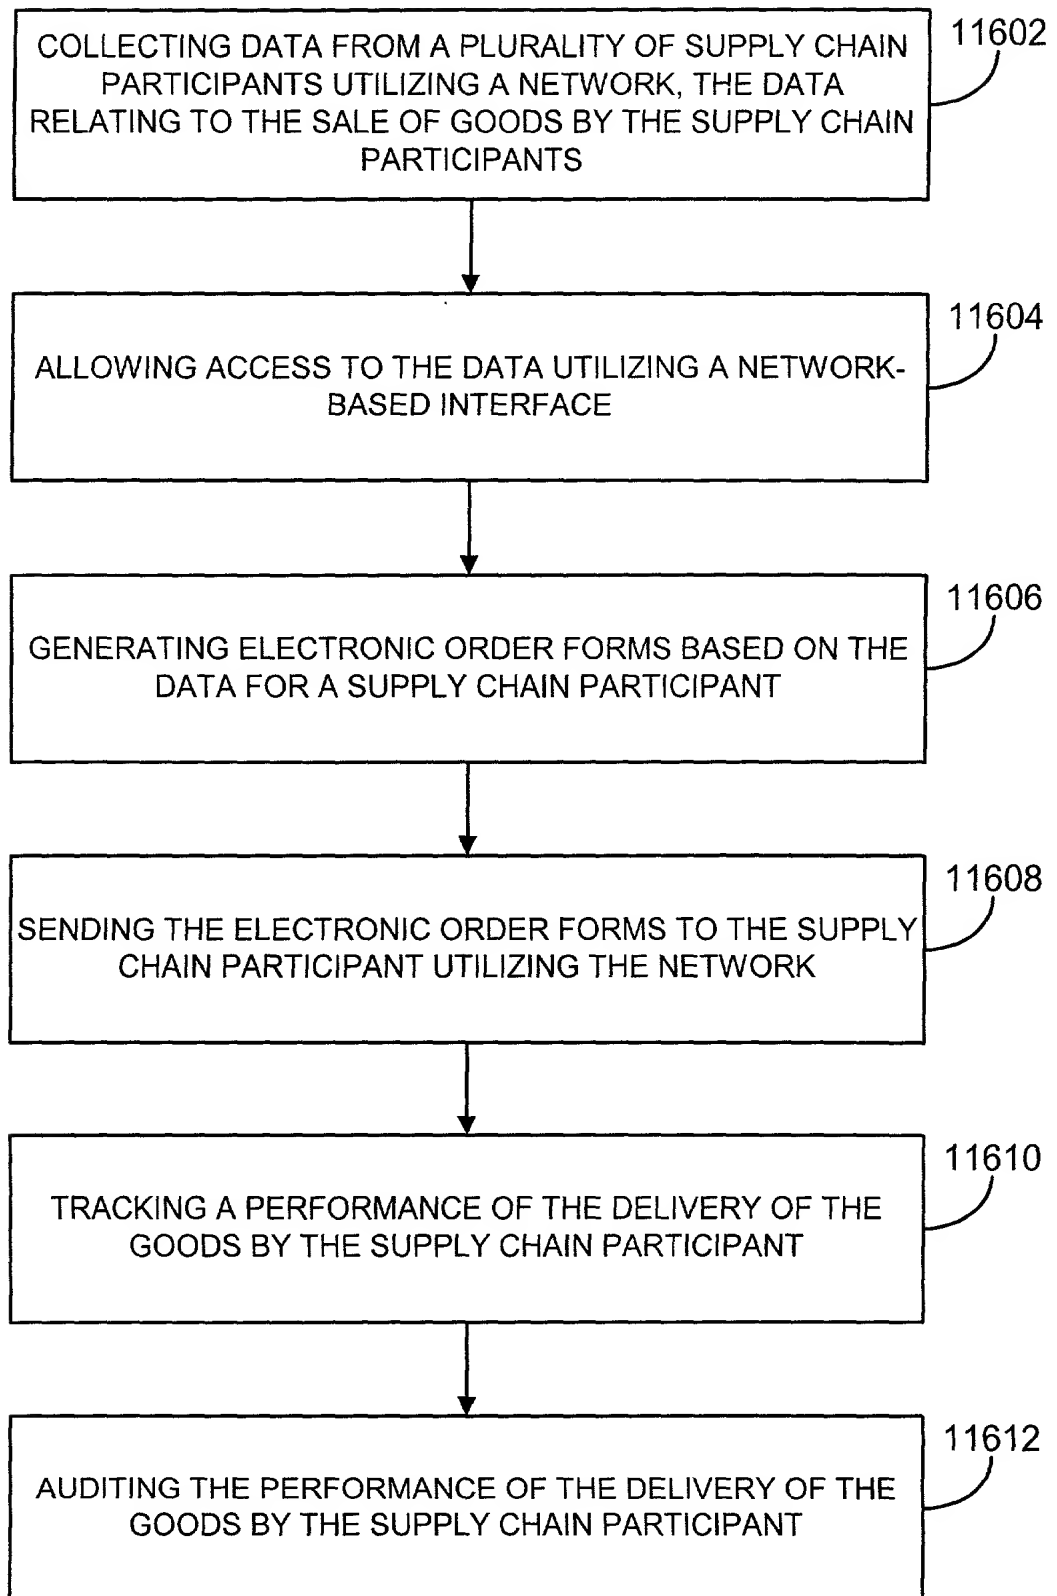 COLLECTING DATA FROM A PLURALITY OF SUPPLY CHAIN
PARTICIPANTS UTILIZING A NETWORK, THE DATA
RELATING TO THE SALE OF GOODS BY THE SUPPLY CHAIN
PARTICIPANTS
11602
ALLOWING ACCESS TO THE DATA UTILIZING A NETWORK-
BASED INTERFACE
11604
GENERATING ELECTRONIC ORDER FORMS BASED ON THE
DATA FOR A SUPPLY CHAIN PARTICIPANT
11606
SENDING THE ELECTRONIC ORDER FORMS TO THE SUPPLY
CHAIN PARTICIPANT UTILIZING THE NETWORK
11608
TRACKING A PERFORMANCE OF THE DELIVERY OF THE
GOODS BY THE SUPPLY CHAIN PARTICIPANT
11610
AUDITING THE PERFORMANCE OF THE DELIVERY OF THE
GOODS BY THE SUPPLY CHAIN PARTICIPANT
11612